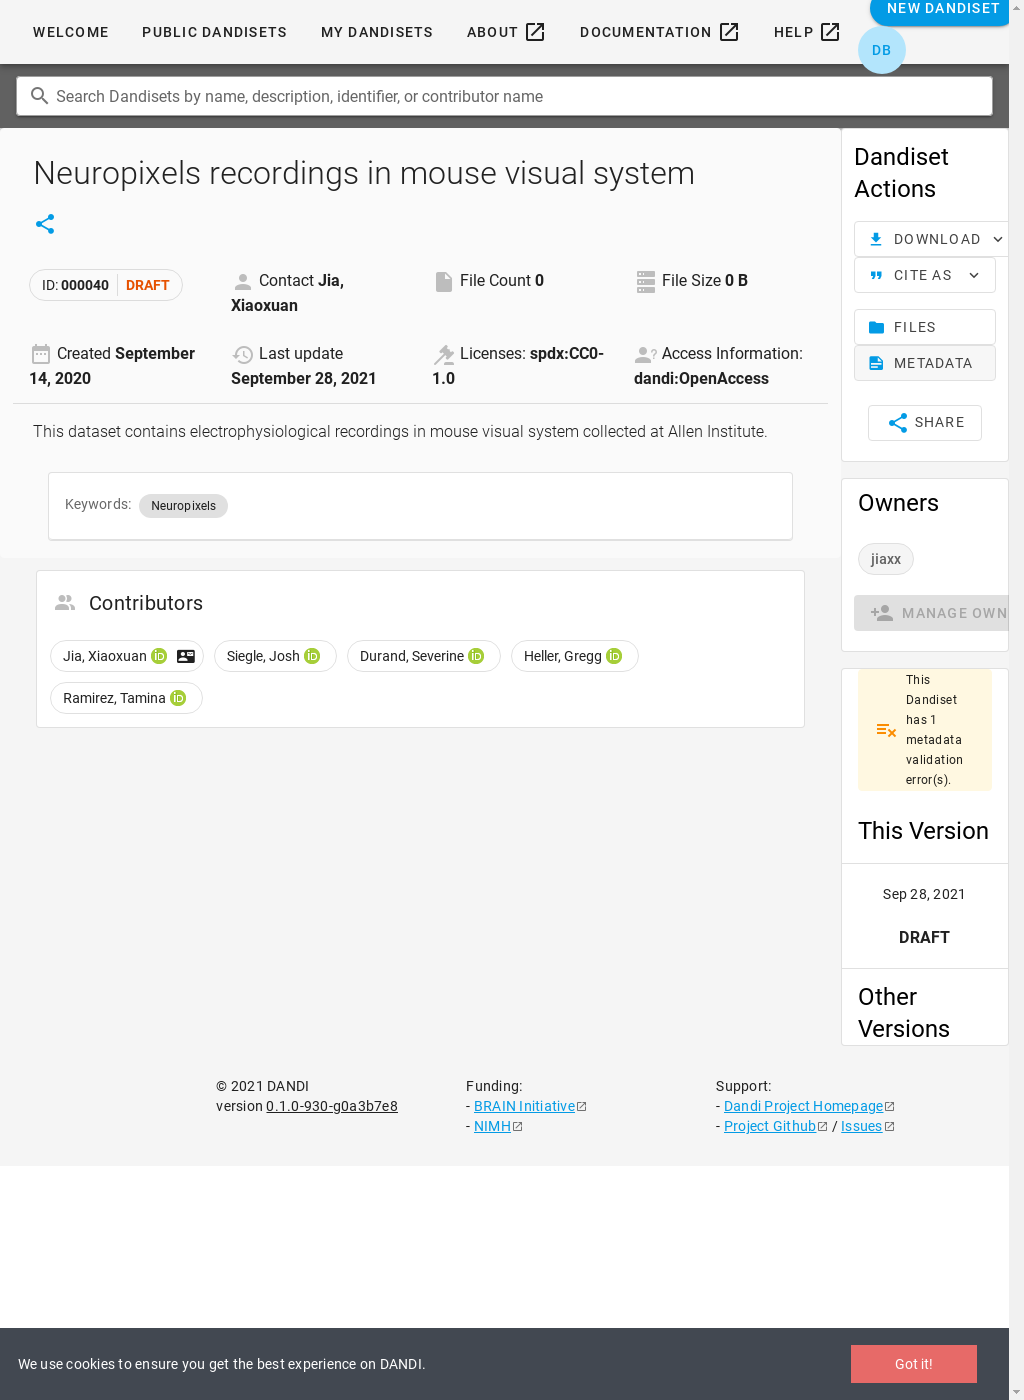 NEW DANDISET
WELCOME PUBLIC DANDISETS MY DANDISETS ABOUT DOCUMENTATION HELP
DB
Search Dandisets by name, description, identifier, or contributor name
Neuropixels recordings in mouse visual system
ID: 000040 DRAFT
Contact Jia,
Xiaoxuan
File Count 0
File Size 0 B
Created September
14, 2020
Last update
September 28, 2021
Licenses: spdx:CC0-
1.0
Access Information:
dandi:OpenAccess
This dataset contains electrophysiological recordings in mouse visual system collected at Allen Institute.
Keywords: Neuropixels
Contributors
Jia, Xiaoxuan iD Siegle, Josh iD Durand, Severine iD Heller, Gregg iD
Ramirez, Tamina iD
Dandiset
Actions
DOWNLOAD
CITE AS
FILES
METADATA
SHARE
Owners
jiaxx
MANAGE OWN
This
Dandiset
has 1
metadata
validation
error(s).
This Version
Sep 28, 2021
DRAFT
Other
Versions
© 2021 DANDI
version 0.1.0-930-g0a3b7e8
Funding:
- BRAIN Initiative
- NIMH
Support:
- Dandi Project Homepage
- Project Github / Issues
We use cookies to ensure you get the best experience on DANDI.
Got it!